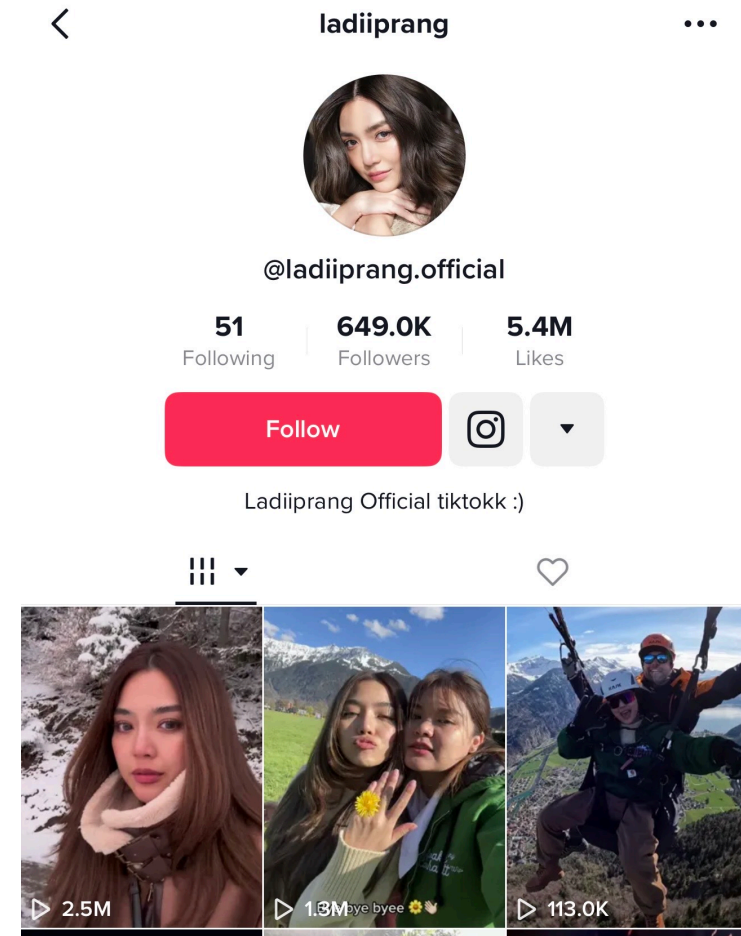 ladiiprang
@ladiiprang.official
51
649.0K
5.4M
Following
Followers
Likes
Follow
Ladiiprang Official tiktokk :)
2.5M
1.3M
bye byee 🌼👋🏻
113.0K